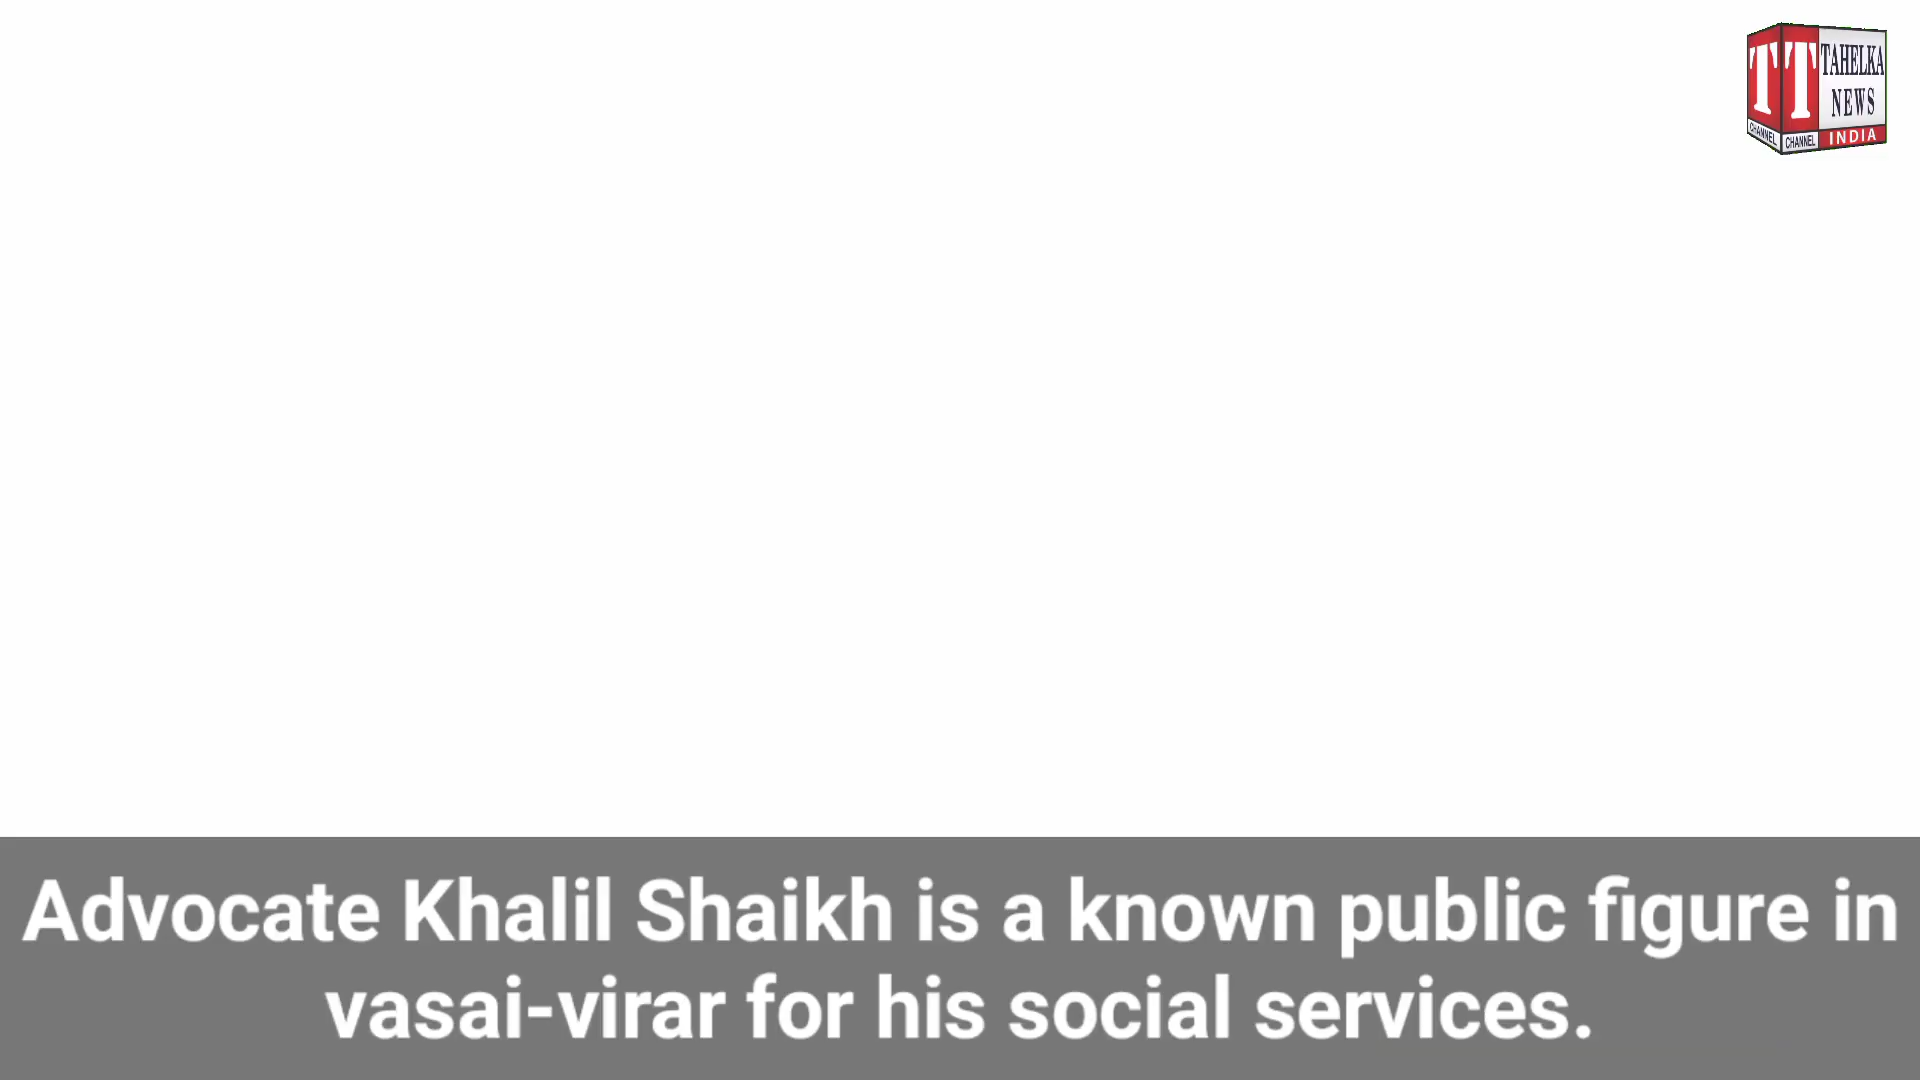 TT TAHELKA
NEWS
CHANNEL CHANNEL INDIA
Advocate Khalil Shaikh is a known public figure in
vasai-virar for his social services.